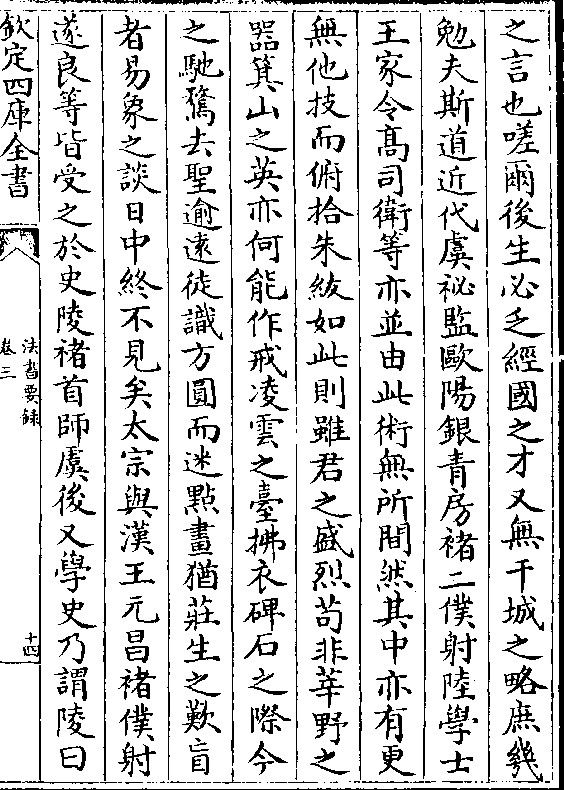 之言也嗟爾後生必乏經國之才又無干城之略庶幾
勉夫斯道近代虞祕監歐陽銀青房褚二僕射陸學士
王家令髙司衛等亦並由此術無所間然其中亦有更
無他技而俯拾朱紱如此則雖君之盛烈茍非莘野之
器箕山之英亦何能作戒凌雲之臺拂衣碑石之際今
之馳騖去聖逾逺徒識方圓而迷點畫猶莊生之歎盲
者易象之談日中終不見矣太宗與漢王元昌褚僕射
遂良等皆受之於史陵褚首師虞後又學史乃謂陵曰
欽定四庫全書
法書要録
卷三
十四